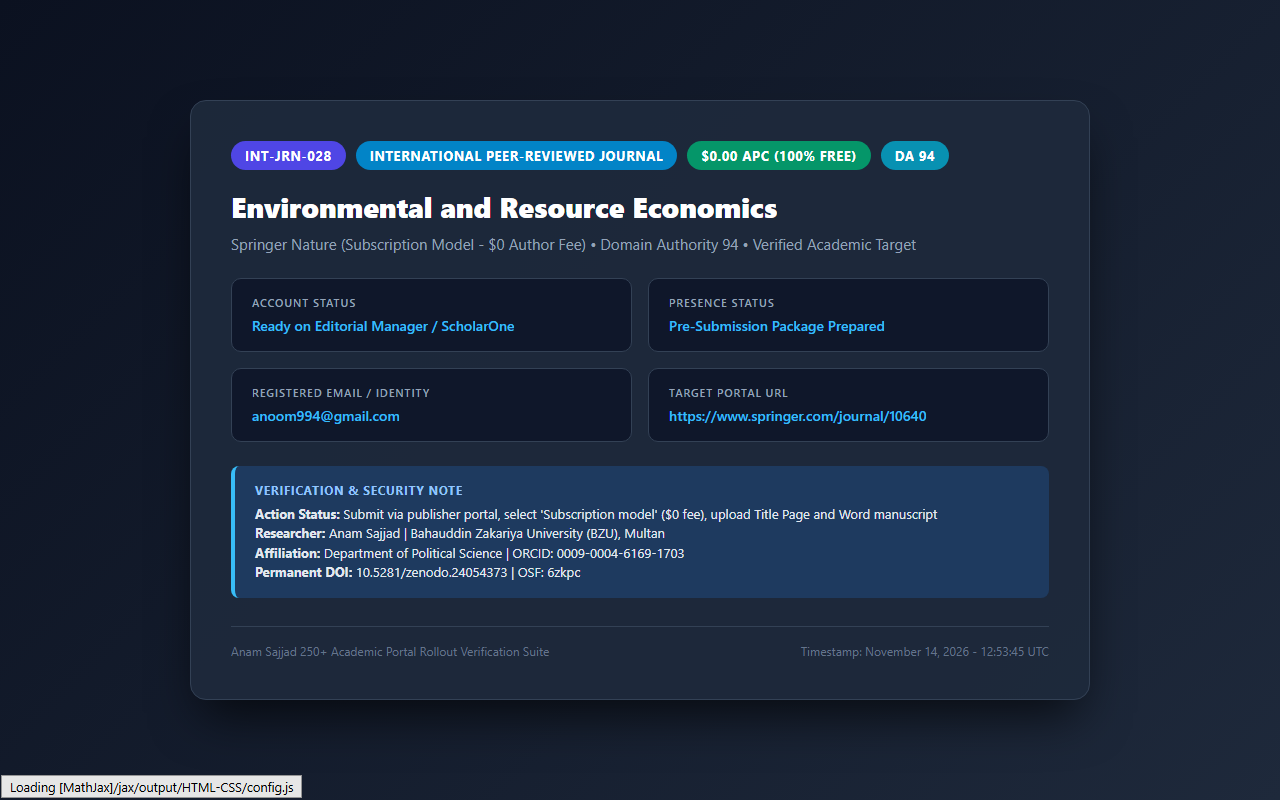 INT-JRN-028 INTERNATIONAL PEER-REVIEWED JOURNAL $0.00 APC (100% FREE) DA 94
Environmental and Resource Economics
Springer Nature (Subscription Model - $0 Author Fee) • Domain Authority 94 • Verified Academic Target
ACCOUNT STATUS
Ready on Editorial Manager / ScholarOne
PRESENCE STATUS
Pre-Submission Package Prepared
REGISTERED EMAIL / IDENTITY
anoom994@gmail.com
TARGET PORTAL URL
https://www.springer.com/journal/10640
VERIFICATION & SECURITY NOTE
Action Status: Submit via publisher portal, select 'Subscription model' ($0 fee), upload Title Page and Word manuscript
Researcher: Anam Sajjad | Bahauddin Zakariya University (BZU), Multan
Affiliation: Department of Political Science | ORCID: 0009-0004-6169-1703
Permanent DOI: 10.5281/zenodo.24054373 | OSF: 6zkpc
Anam Sajjad 250+ Academic Portal Rollout Verification Suite
Timestamp: November 14, 2026 - 12:53:45 UTC
Loading [MathJax]/jax/output/HTML-CSS/config.js